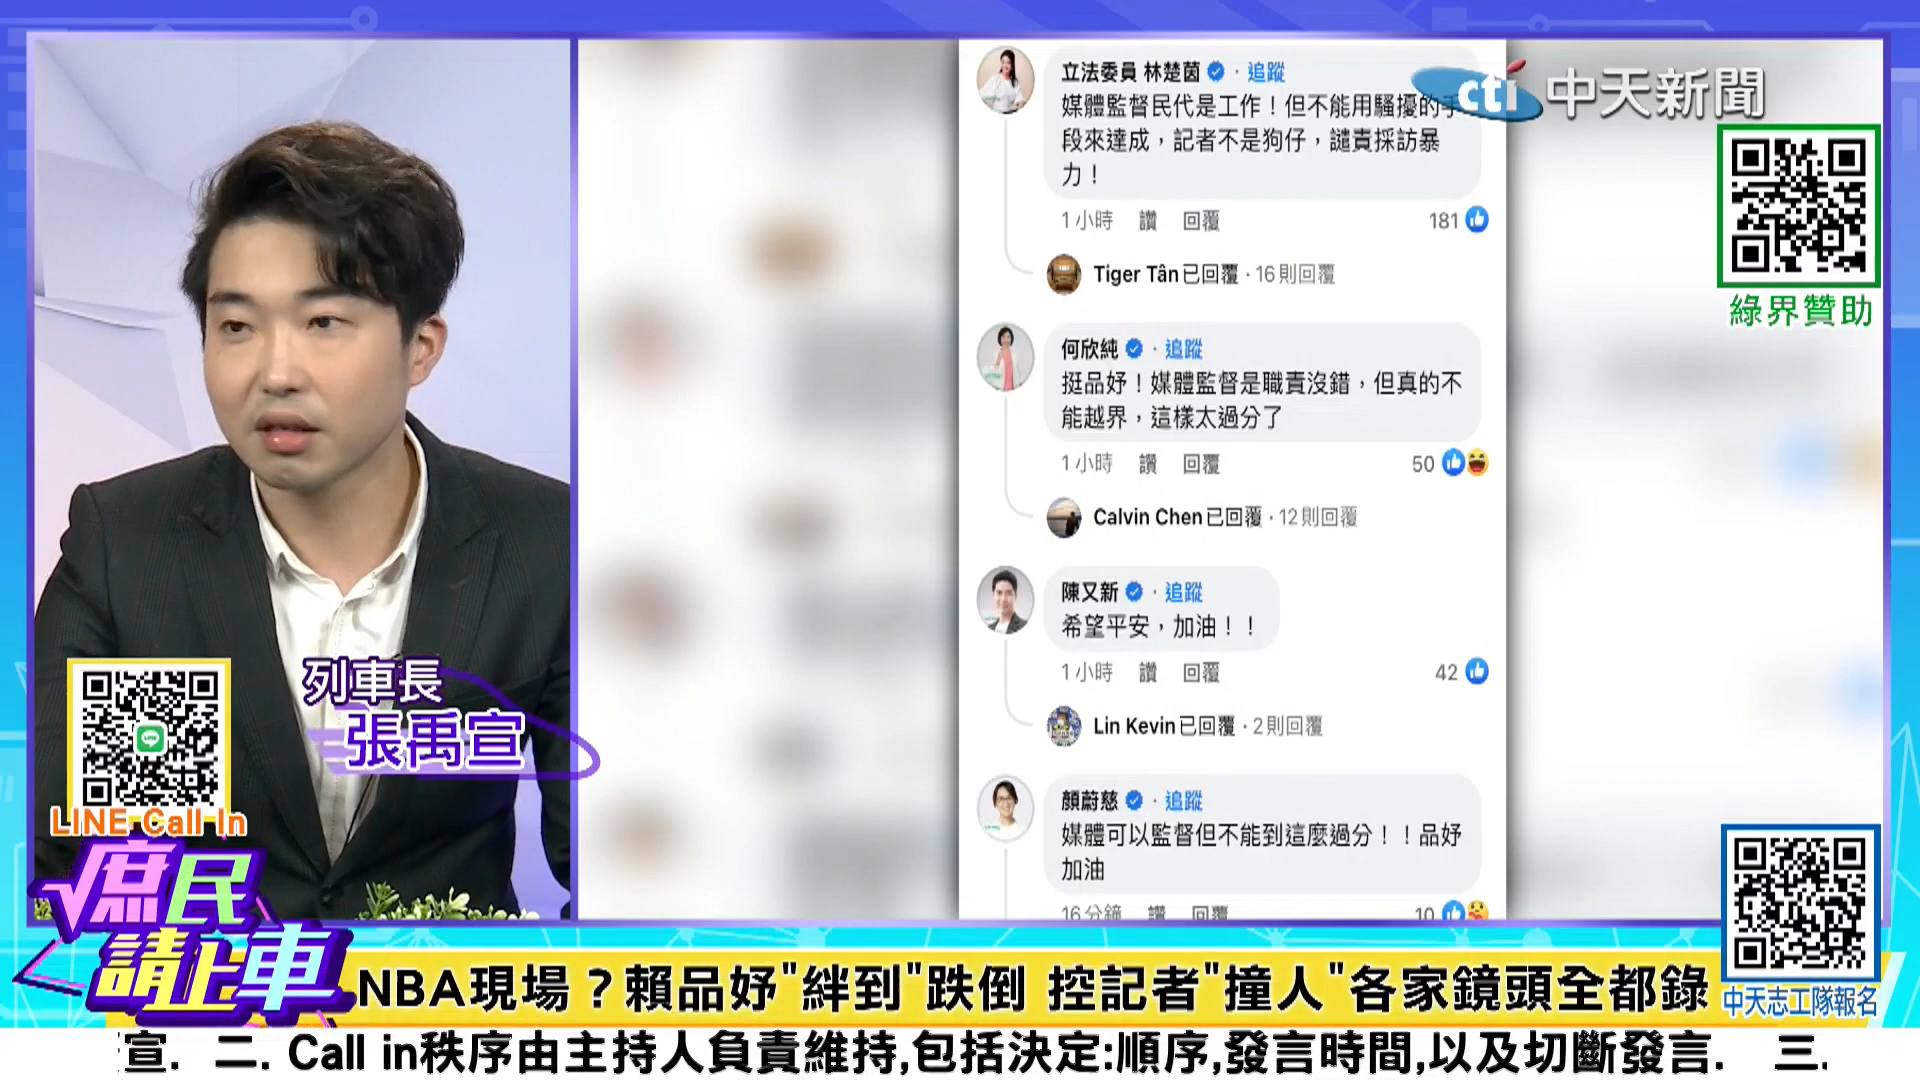 立法委員 林楚茵 · 追蹤
媒體監督民代是工作！但不能用騷擾的手
段來達成，記者不是狗仔，譴責採訪暴
力！
1小時 讚 回覆 181
Tiger Tân已回覆 · 16則回覆
何欣純 · 追蹤
挺品妤！媒體監督是職責沒錯，但真的不
能越界，這樣太過分了
1小時 讚 回覆 50
Calvin Chen已回覆 · 12則回覆
陳又新 · 追蹤
希望平安，加油！！
1小時 讚 回覆 42
Lin Kevin已回覆 · 2則回覆
顏蔚慈 · 追蹤
媒體可以監督但不能到這麼過分！！品妤
加油
16分鐘 讚 回覆 10
cti 中天新聞
綠界贊助
列車長
張禹宣
LINE Call In
庶民
請上車
NBA現場？賴品妤"絆到"跌倒 控記者"撞人"各家鏡頭全都錄
中天志工隊報名
宣. 二. Call in秩序由主持人負責維持,包括決定:順序,發言時間,以及切斷發言. 三.